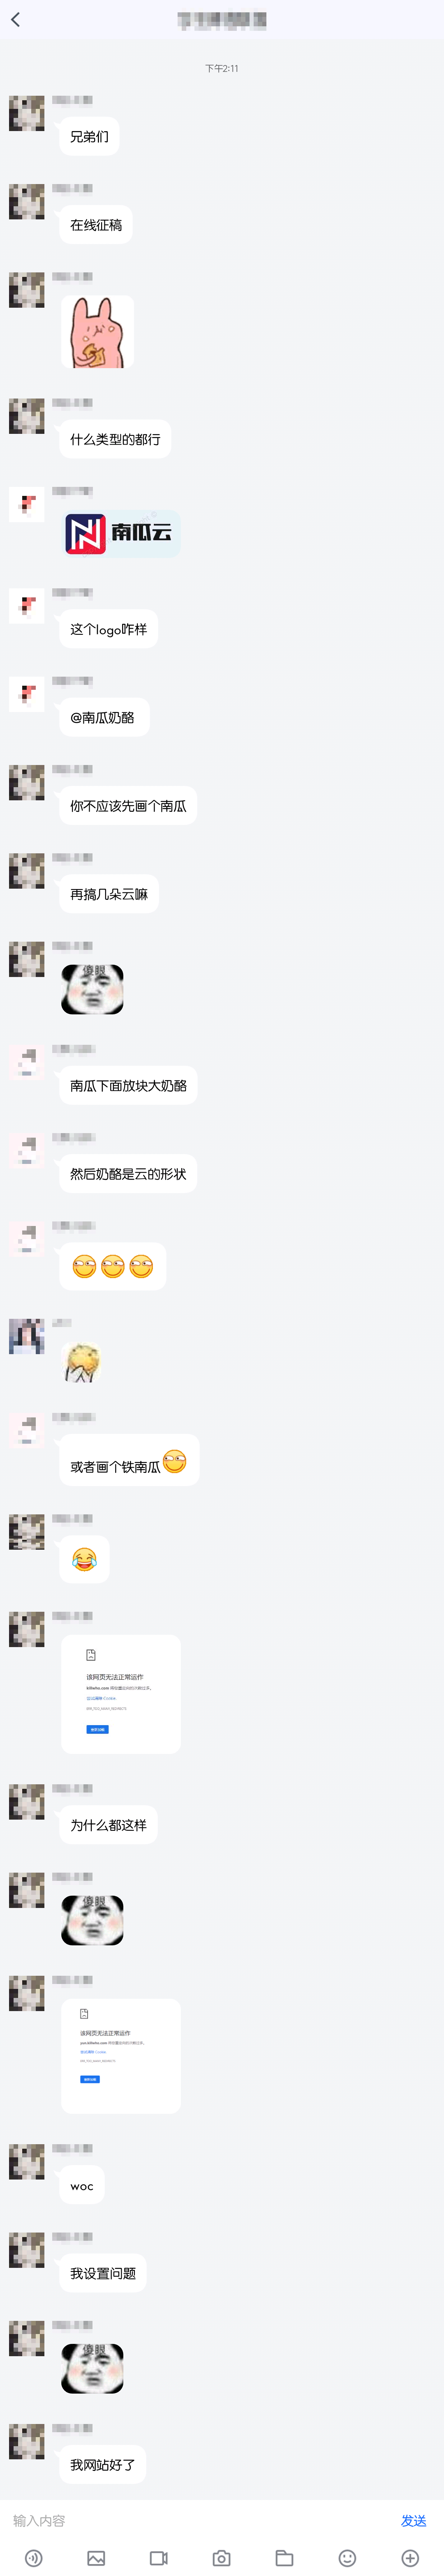 下午2:11
兄弟们
在线征稿
什么类型的都行
南瓜云
这个logo咋样
@南瓜奶酪
你不应该先画个南瓜
再搞几朵云嘛
傻眼
南瓜下面放块大奶酪
然后奶酪是云的形状
或者画个铁南瓜
该网页无法正常运作
为什么都这样
傻眼
该网页无法正常运作
woc
我设置问题
傻眼
我网站好了
输入内容
发送